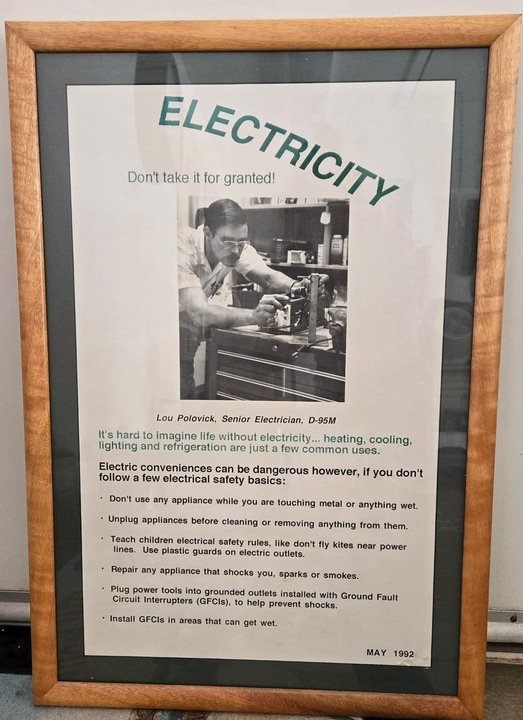 ELECTRICITY
Don't take it for granted!
Lou Polovick, Senior Electrician, D-95M
It's hard to imagine life without electricity... heating, cooling,
lighting and refrigeration are just a few common uses.
Electric conveniences can be dangerous however, if you don't
follow a few electrical safety basics:
· Don't use any appliance while you are touching metal or anything wet.
· Unplug appliances before cleaning or removing anything from them.
· Teach children electrical safety rules, like don't fly kites near power
lines. Use plastic guards on electric outlets.
· Repair any appliance that shocks you, sparks or smokes.
· Plug power tools into grounded outlets installed with Ground Fault
Circuit Interrupters (GFCIs), to help prevent shocks.
· Install GFCIs in areas that can get wet.
MAY 1992